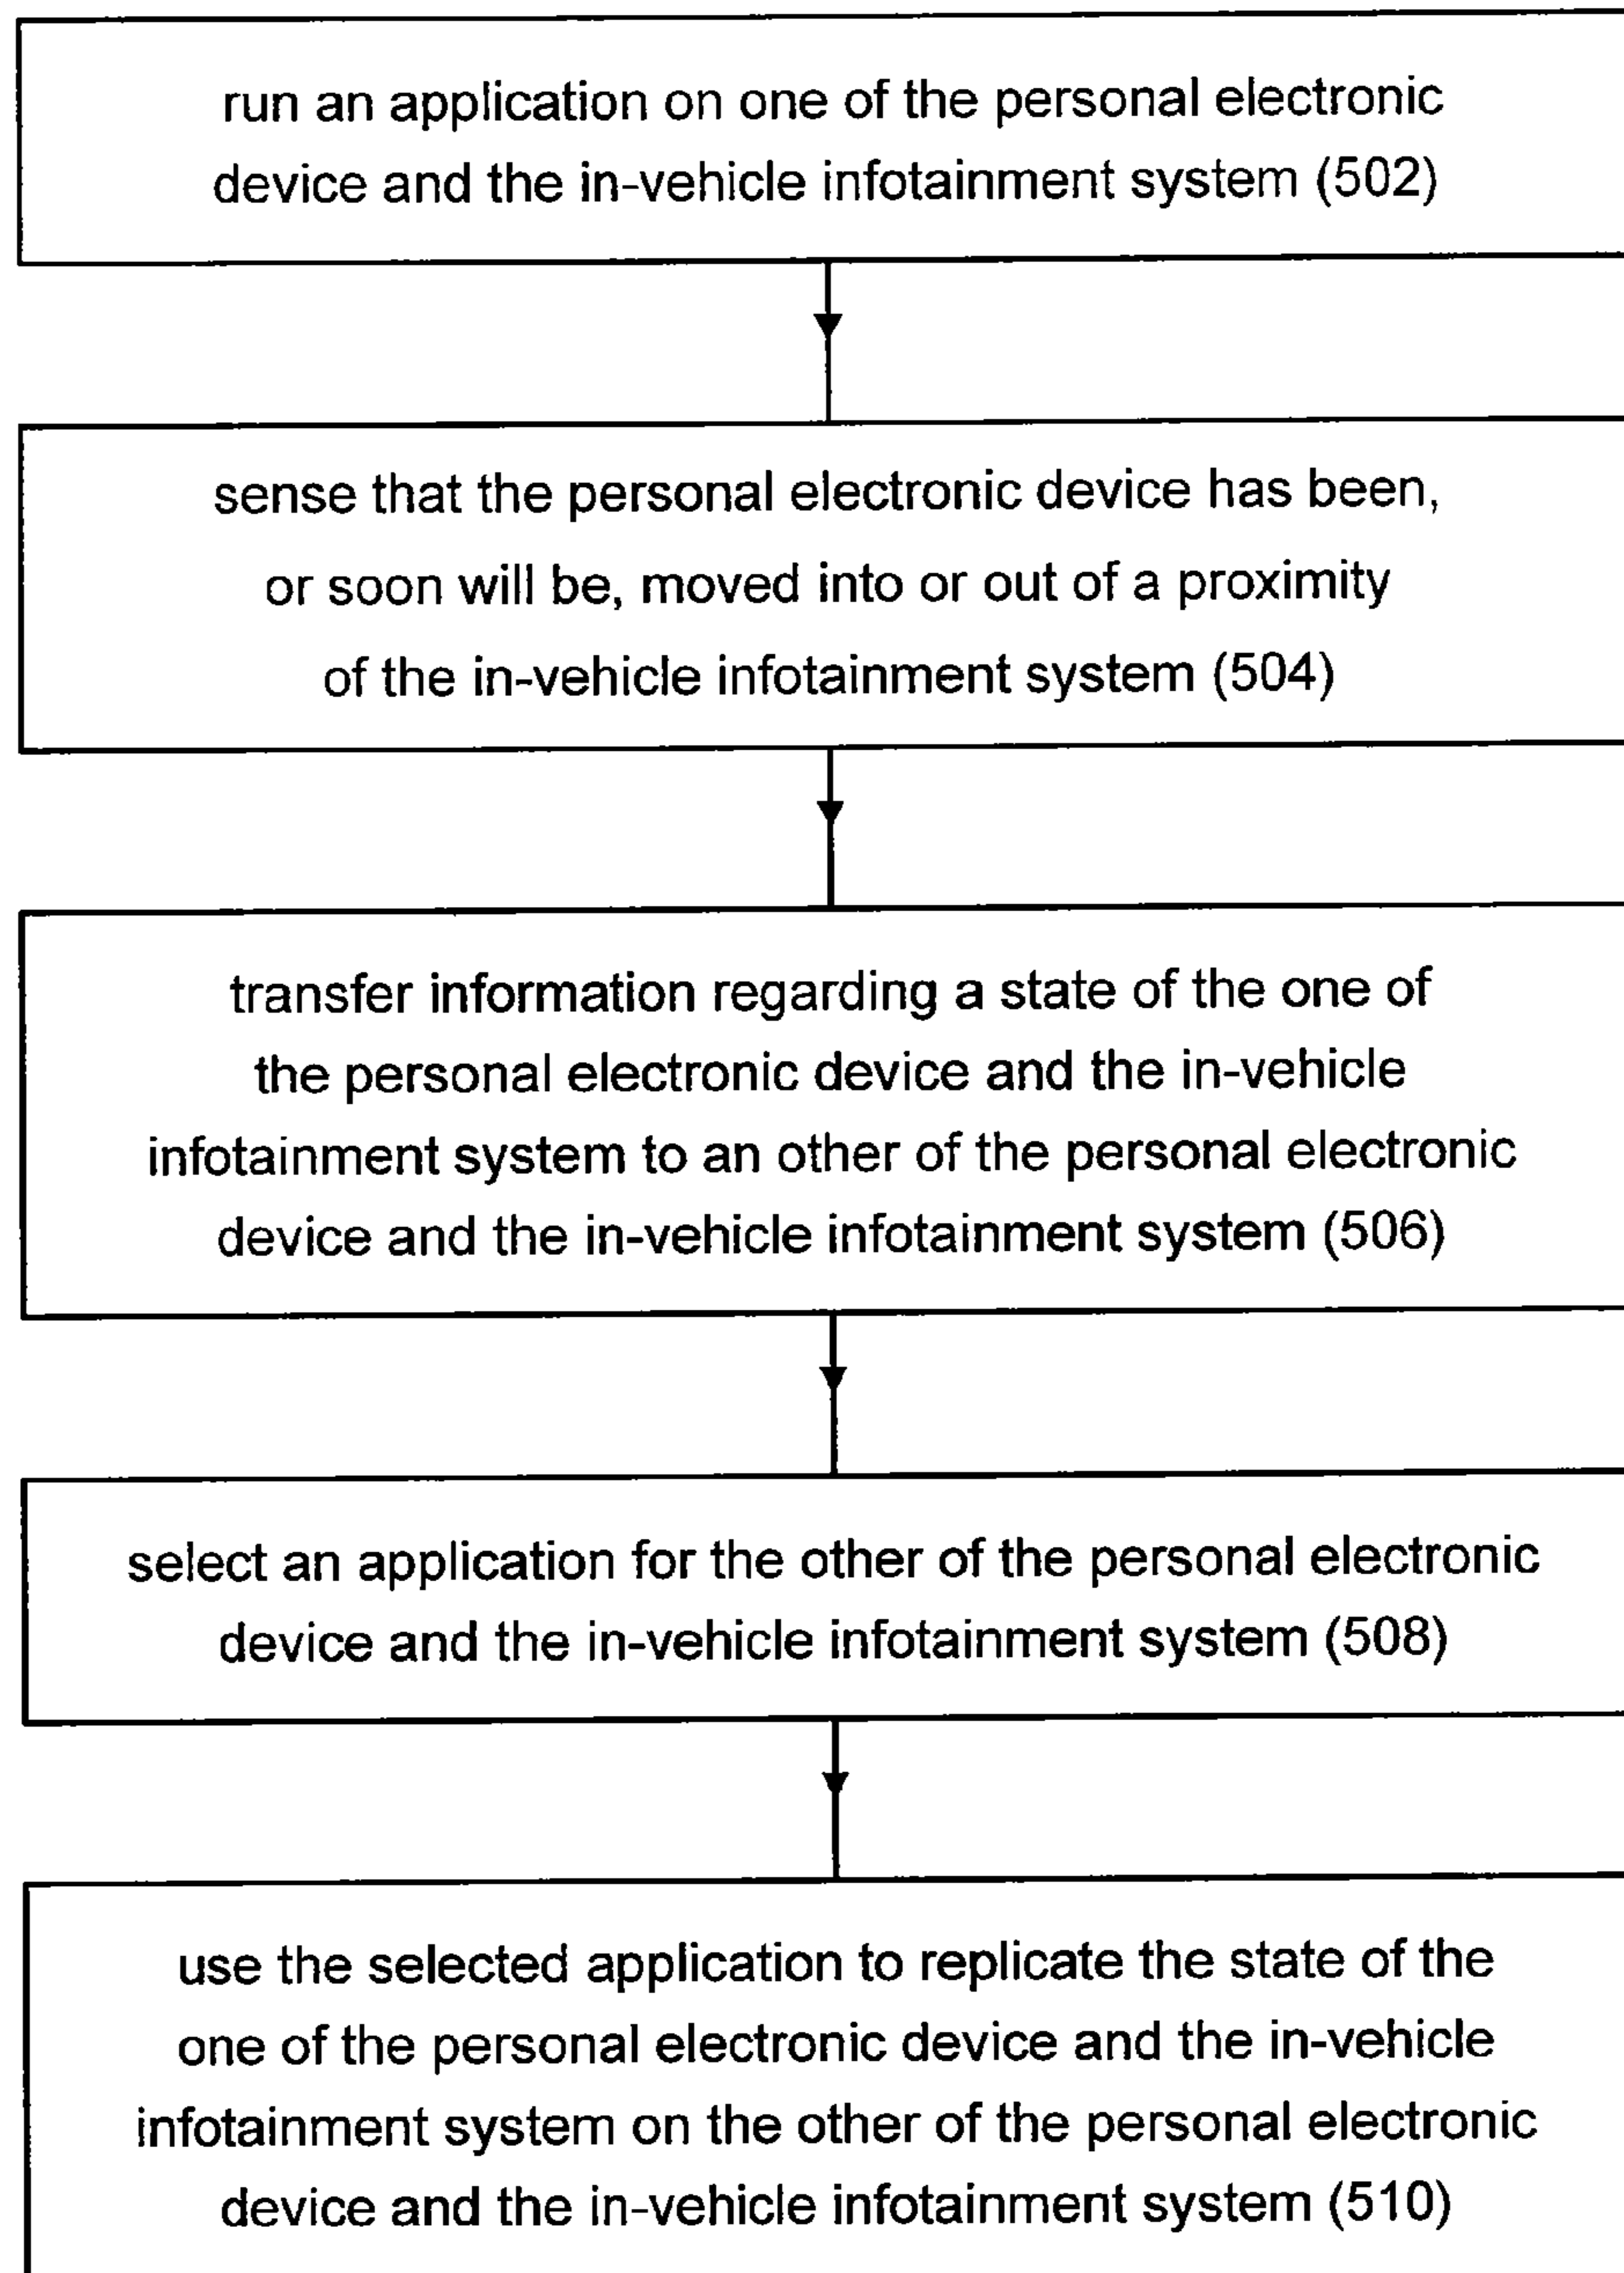 run an application on one of the personal electronic
device and the in-vehicle infotainment system (502)
sense that the personal electronic device has been,
or soon will be, moved into or out of a proximity
of the in-vehicle infotainment system (504)
transfer information regarding a state of the one of
the personal electronic device and the in-vehicle
infotainment system to an other of the personal electronic
device and the in-vehicle infotainment system (506)
select an application for the other of the personal electronic
device and the in-vehicle infotainment system (508)
use the selected application to replicate the state of the
one of the personal electronic device and the in-vehicle
infotainment system on the other of the personal electronic
device and the in-vehicle infotainment system (510)